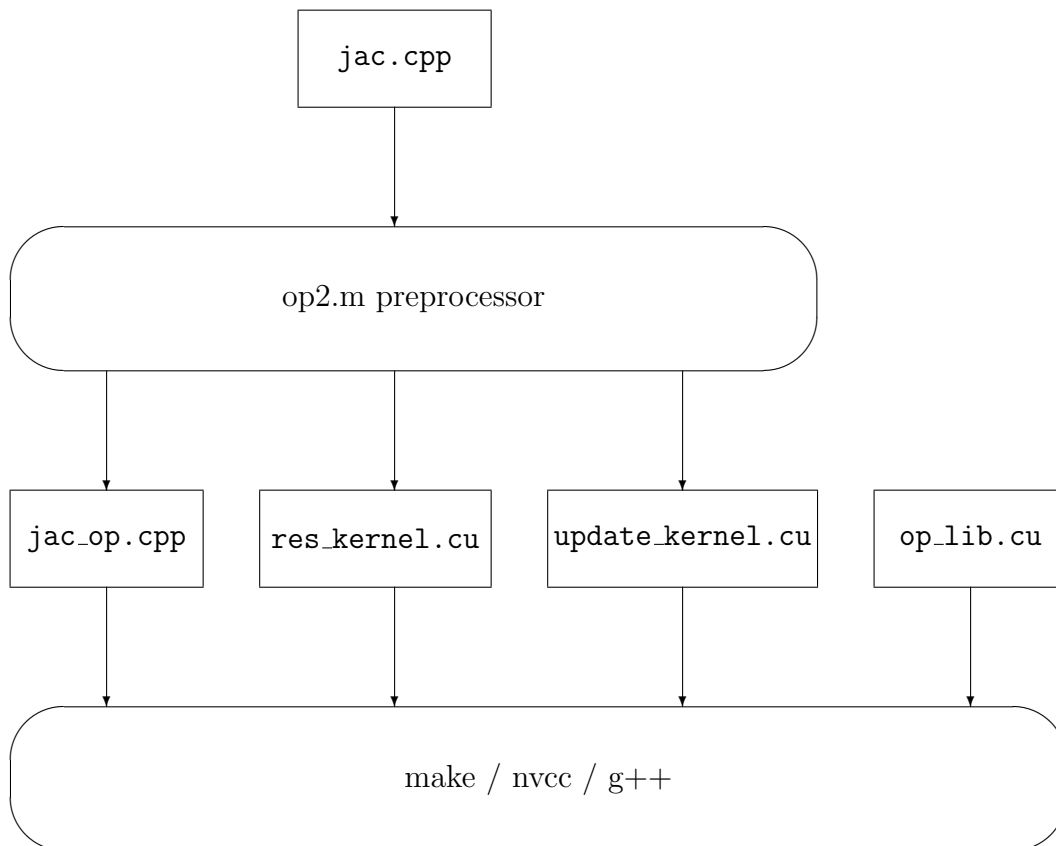 jac.cpp
op2.m preprocessor
jac_op.cpp
res_kernel.cu
update_kernel.cu
op_lib.cu
make / nvcc / g++